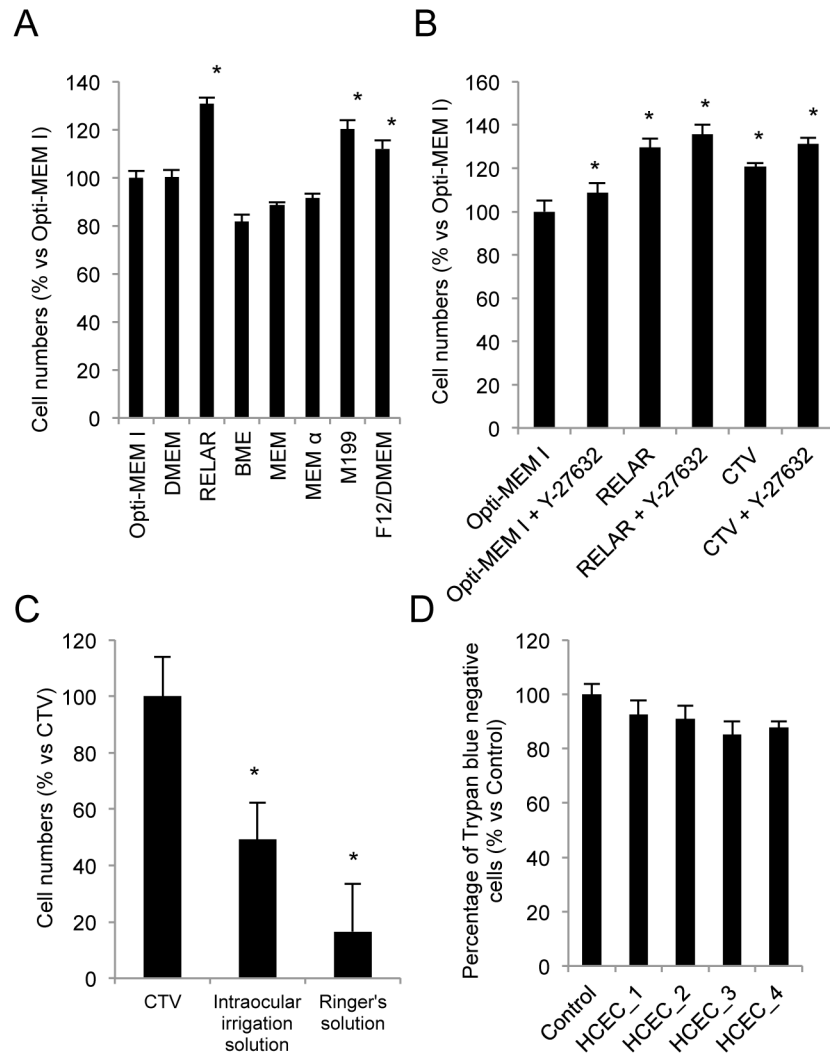 A
Cell numbers (% vs Opti-MEM I)
140
120
100
80
60
40
20
0
*
*
*
Opti-MEM I
DMEM
RELAR
BME
MEM
MEM α
M199
F12/DMEM
B
Cell numbers (% vs Opti-MEM I)
160
140
120
100
80
60
40
20
0
*
*
*
*
*
Opti-MEM I
Opti-MEM I + Y-27632
RELAR
RELAR + Y-27632
CTV
CTV + Y-27632
C
Cell numbers (% vs CTV)
120
100
80
60
40
20
0
*
*
CTV
Intraocular
irrigation
solution
Ringer's
solution
D
Percentage of Trypan blue negative
cells (% vs Control)
120
100
80
60
40
20
0
Control
HCEC_1
HCEC_2
HCEC_3
HCEC_4